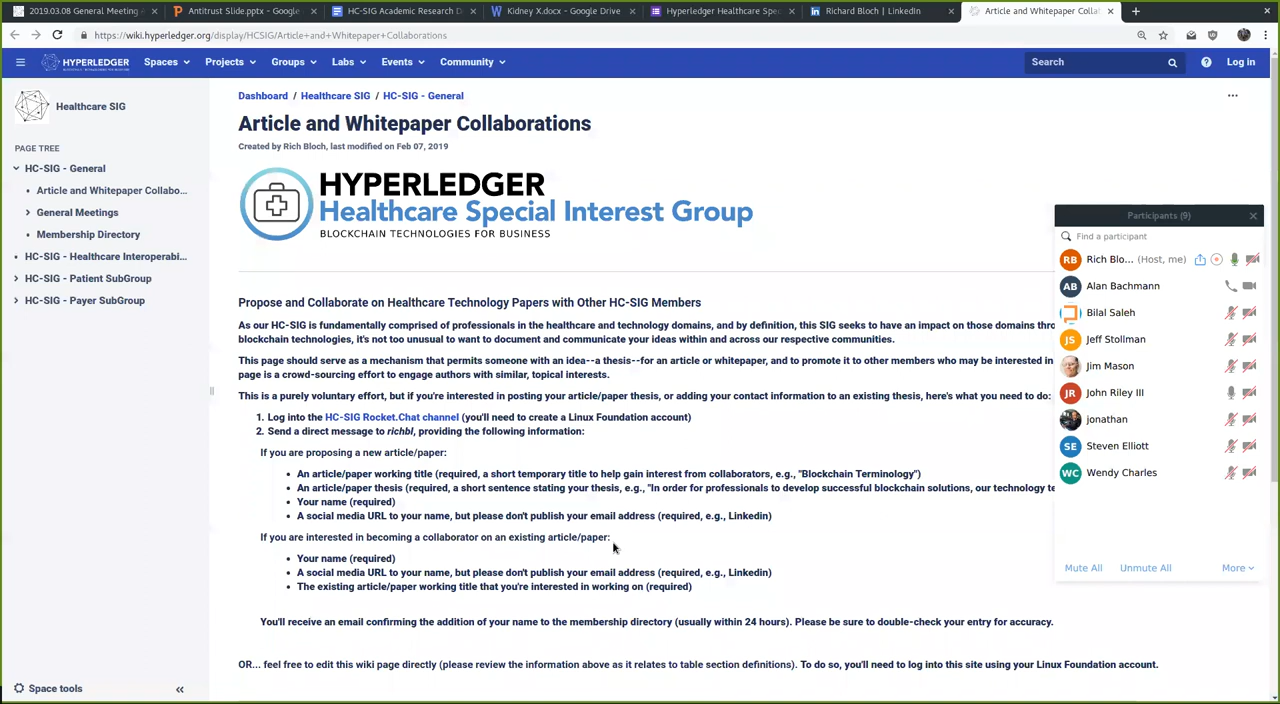 2019.03.08 General Meeting
Antitrust Slide.pptx - Google
HC-SIG Academic Research D
Kidney X.docx - Google Drive
Hyperledger Healthcare Spec
Richard Bloch | LinkedIn
Article and Whitepaper Colla
https://wiki.hyperledger.org/display/HCSIG/Article+and+Whitepaper+Collaborations
HYPERLEDGER
Spaces
Projects
Groups
Labs
Events
Community
Search
Log in
Healthcare SIG
PAGE TREE
HC-SIG - General
Article and Whitepaper Collabo...
General Meetings
Membership Directory
HC-SIG - Healthcare Interoperabi...
HC-SIG - Patient SubGroup
HC-SIG - Payer SubGroup
Space tools
Dashboard / Healthcare SIG / HC-SIG - General
Article and Whitepaper Collaborations
Created by Rich Bloch, last modified on Feb 07, 2019
HYPERLEDGER
Healthcare Special Interest Group
BLOCKCHAIN TECHNOLOGIES FOR BUSINESS
Propose and Collaborate on Healthcare Technology Papers with Other HC-SIG Members
As our HC-SIG is fundamentally comprised of professionals in the healthcare and technology domains, and by definition, this SIG seeks to have an impact on those domains thro
blockchain technologies, it's not too unusual to want to document and communicate your ideas within and across our respective communities.
This page should serve as a mechanism that permits someone with an idea--a thesis--for an article or whitepaper, and to promote it to other members who may be interested in
page is a crowd-sourcing effort to engage authors with similar, topical interests.
This is a purely voluntary effort, but if you're interested in posting your article/paper thesis, or adding your contact information to an existing thesis, here's what you need to do:
1. Log into the HC-SIG Rocket.Chat channel (you'll need to create a Linux Foundation account)
2. Send a direct message to richbl, providing the following information:
If you are proposing a new article/paper:
An article/paper working title (required, a short temporary title to help gain interest from collaborators, e.g., "Blockchain Terminology")
An article/paper thesis (required, a short sentence stating your thesis, e.g., "In order for professionals to develop successful blockchain solutions, our technology te
Your name (required)
A social media URL to your name, but please don't publish your email address (required, e.g., Linkedin)
If you are interested in becoming a collaborator on an existing article/paper:
Your name (required)
A social media URL to your name, but please don't publish your email address (required, e.g., Linkedin)
The existing article/paper working title that you're interested in working on (required)
You'll receive an email confirming the addition of your name to the membership directory (usually within 24 hours). Please be sure to double-check your entry for accuracy.
OR... feel free to edit this wiki page directly (please review the information above as it relates to table section definitions). To do so, you'll need to log into this site using your Linux Foundation account.
Participants (9)
Find a participant
RB Rich Blo... (Host, me)
AB Alan Bachmann
Bilal Saleh
JS Jeff Stollman
Jim Mason
JR John Riley III
jonathan
SE Steven Elliott
WC Wendy Charles
Mute All
Unmute All
More